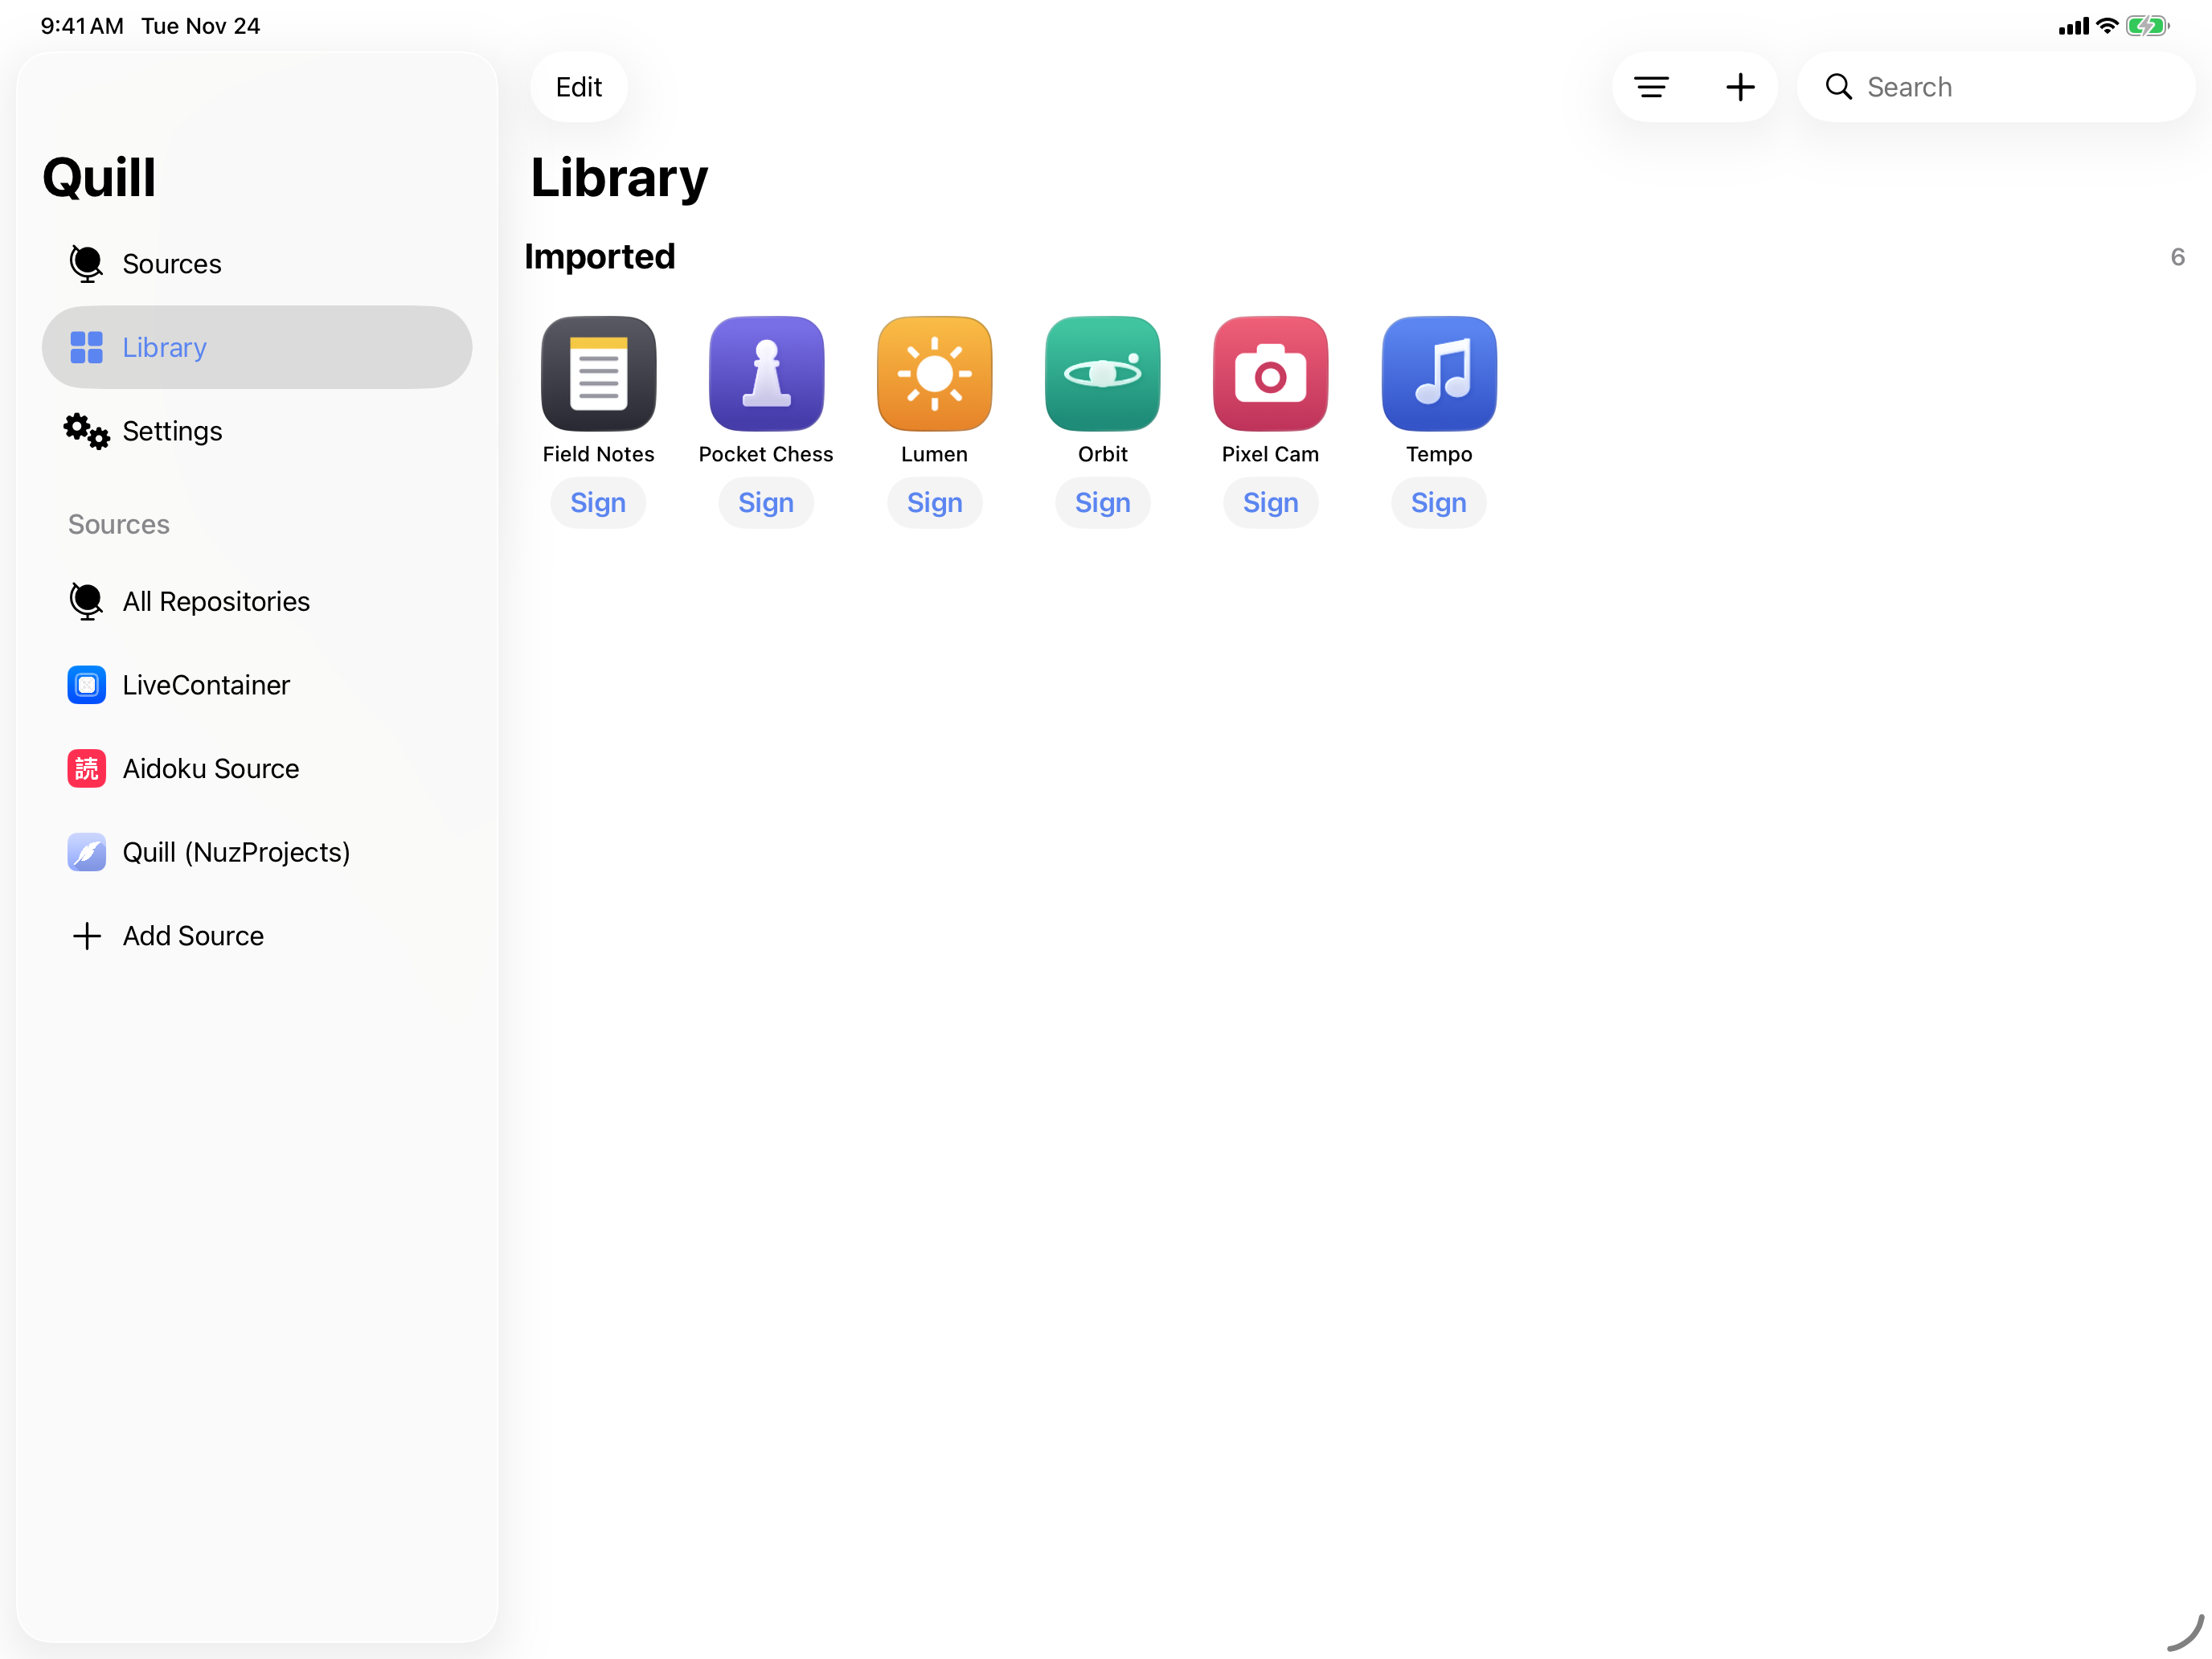 9:41 AM Tue Nov 24
Quill
Sources
Library
Settings
Sources
All Repositories
LiveContainer
読
Aidoku Source
Quill (NuzProjects)
Add Source
Edit
Search
Library
Imported
6
Field Notes
Pocket Chess
Lumen
Orbit
Pixel Cam
Tempo
Sign
Sign
Sign
Sign
Sign
Sign